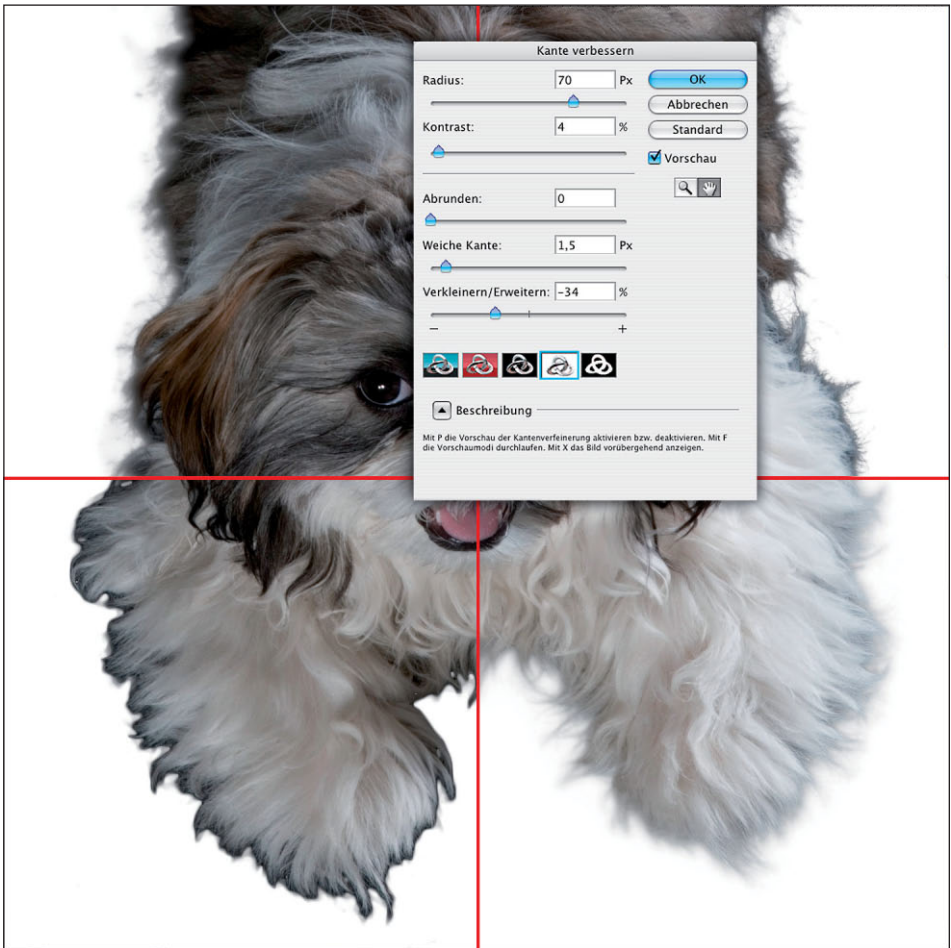 Kante verbessern
Radius: 70 Px
OK
Abbrechen
Kontrast: 4 %
Standard
Vorschau
Abrunden: 0
Weiche Kante: 1,5 Px
Verkleinern/Erweitern: -34 %
− +
Beschreibung
Mit P die Vorschau der Kantenverfeinerung aktivieren bzw. deaktivieren. Mit F
die Vorschaumodi durchlaufen. Mit X das Bild vorübergehend anzeigen.